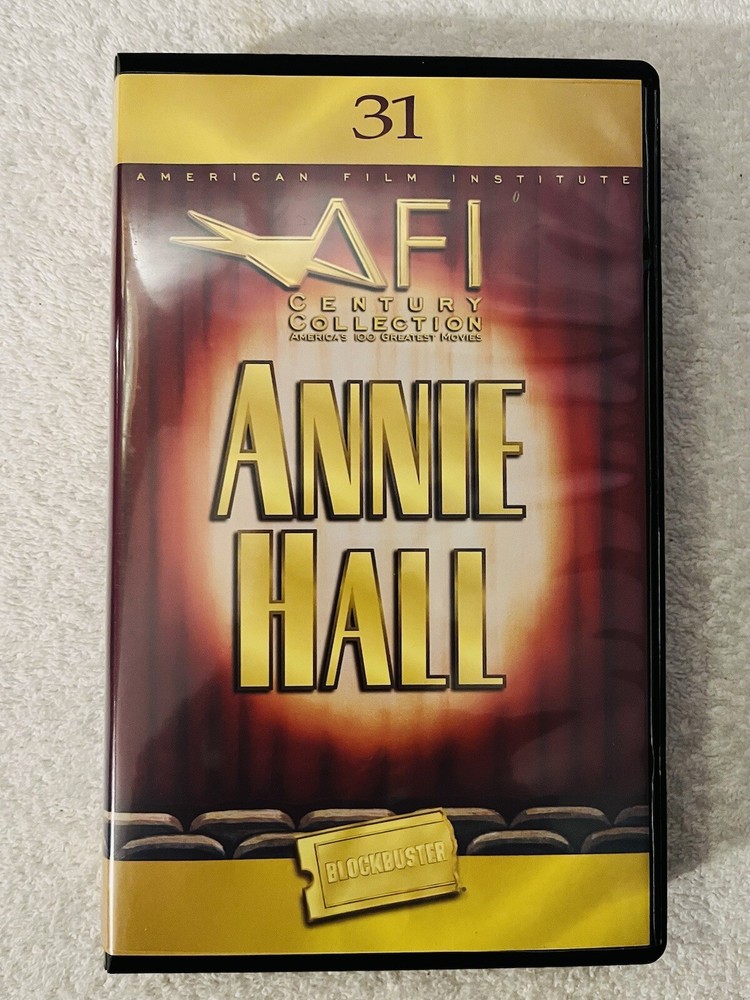 31
AMERICAN FILM INSTITUTE
AFI
CENTURY
COLLECTION
AMERICA'S 100 GREATEST MOVIES
ANNIE
HALL
BLOCKBUSTER